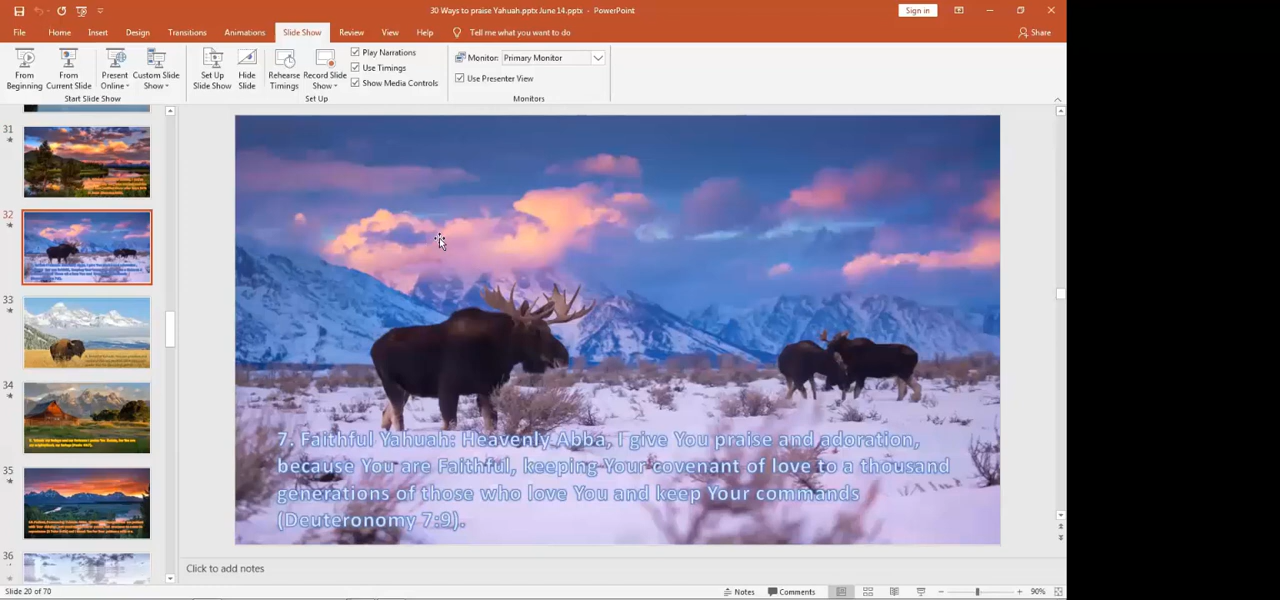 30 Ways to praise Yahuah.pptx June 14.pptx - PowerPoint
Sign in
File Home Insert Design Transitions Animations Slide Show Review View Help Tell me what you want to do
Share
From Beginning
From Current Slide
Present Online
Custom Slide Show
Start Slide Show
Set Up Slide Show
Hide Slide
Rehearse Timings
Record Slide Show
Play Narrations
Use Timings
Show Media Controls
Set Up
Monitor: Primary Monitor
Use Presenter View
Monitors
31
32
33
34
35
36
7. Faithful Yahuah: Heavenly Abba, I give You praise and adoration,
because You are Faithful, keeping Your covenant of love to a thousand
generations of those who love You and keep Your commands
(Deuteronomy 7:9).
Click to add notes
Slide 20 of 70
Notes
Comments
90%